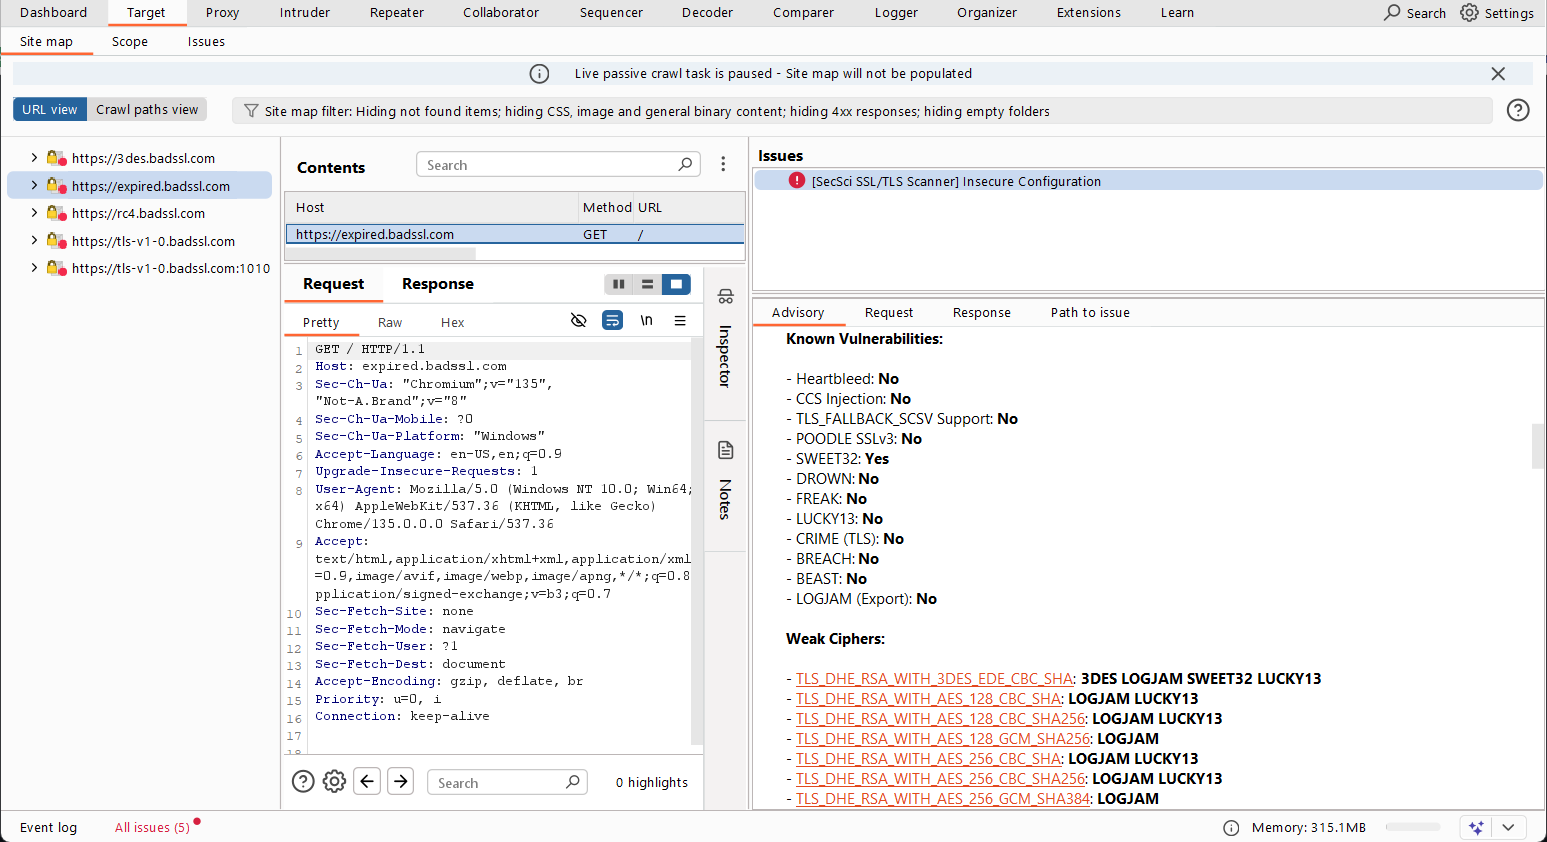 Dashboard Target Proxy Intruder Repeater Collaborator Sequencer Decoder Comparer Logger Organizer Extensions Learn Search Settings
Site map Scope Issues
Live passive crawl task is paused - Site map will not be populated
URL view Crawl paths view Site map filter: Hiding not found items; hiding CSS, image and general binary content; hiding 4xx responses; hiding empty folders
https://3des.badssl.com
https://expired.badssl.com
https://rc4.badssl.com
https://tls-v1-0.badssl.com
https://tls-v1-0.badssl.com:1010
Contents Search
Host Method URL
https://expired.badssl.com GET /
Request Response
Pretty Raw Hex \n
1 GET / HTTP/1.1
2 Host: expired.badssl.com
3 Sec-Ch-Ua: "Chromium";v="135",
"Not-A.Brand";v="8"
4 Sec-Ch-Ua-Mobile: ?0
5 Sec-Ch-Ua-Platform: "Windows"
6 Accept-Language: en-US,en;q=0.9
7 Upgrade-Insecure-Requests: 1
8 User-Agent: Mozilla/5.0 (Windows NT 10.0; Win64;
x64) AppleWebKit/537.36 (KHTML, like Gecko)
Chrome/135.0.0.0 Safari/537.36
9 Accept:
text/html,application/xhtml+xml,application/xml
=0.9,image/avif,image/webp,image/apng,*/*;q=0.8
pplication/signed-exchange;v=b3;q=0.7
10 Sec-Fetch-Site: none
11 Sec-Fetch-Mode: navigate
12 Sec-Fetch-User: ?1
13 Sec-Fetch-Dest: document
14 Accept-Encoding: gzip, deflate, br
15 Priority: u=0, i
16 Connection: keep-alive
17
18
Search 0 highlights
Inspector
Notes
Issues
[SecSci SSL/TLS Scanner] Insecure Configuration
Advisory Request Response Path to issue
Known Vulnerabilities:
- Heartbleed: No
- CCS Injection: No
- TLS_FALLBACK_SCSV Support: No
- POODLE SSLv3: No
- SWEET32: Yes
- DROWN: No
- FREAK: No
- LUCKY13: No
- CRIME (TLS): No
- BREACH: No
- BEAST: No
- LOGJAM (Export): No
Weak Ciphers:
- TLS_DHE_RSA_WITH_3DES_EDE_CBC_SHA: 3DES LOGJAM SWEET32 LUCKY13
- TLS_DHE_RSA_WITH_AES_128_CBC_SHA: LOGJAM LUCKY13
- TLS_DHE_RSA_WITH_AES_128_CBC_SHA256: LOGJAM LUCKY13
- TLS_DHE_RSA_WITH_AES_128_GCM_SHA256: LOGJAM
- TLS_DHE_RSA_WITH_AES_256_CBC_SHA: LOGJAM LUCKY13
- TLS_DHE_RSA_WITH_AES_256_CBC_SHA256: LOGJAM LUCKY13
- TLS_DHE_RSA_WITH_AES_256_GCM_SHA384: LOGJAM
Event log All issues (5) Memory: 315.1MB